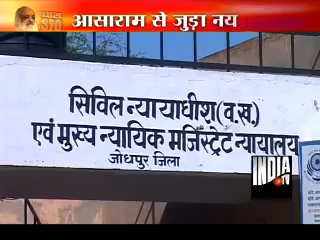 आसाराम से जुड़ा नय
सिविल न्यायाधीश(व.ख.)
एवं मुख्य न्यायिक मजिस्ट्रेट न्यायालय
जोधपुर जिला
INDIA
TV